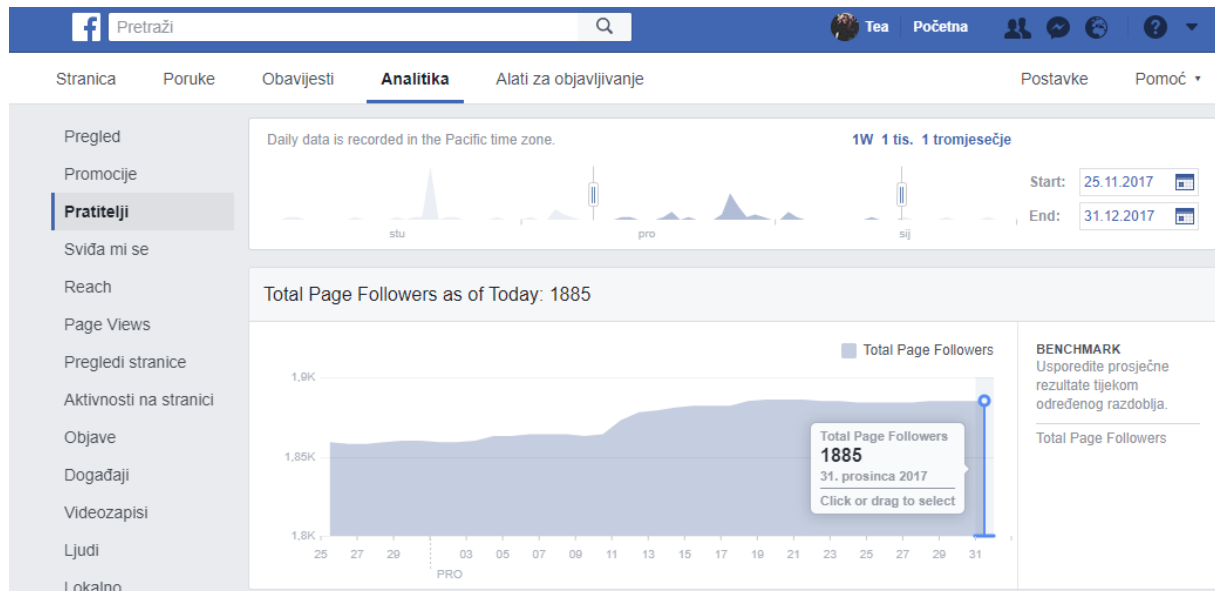 f Pretraži Tea Početna ?
Stranica Poruke Obavijesti Analitika Alati za objavljivanje Postavke Pomoć
Pregled
Promocije
Pratitelji
Sviđa mi se
Reach
Page Views
Pregledi stranice
Aktivnosti na stranici
Objave
Događaji
Videozapisi
Ljudi
Lokalno
Daily data is recorded in the Pacific time zone. 1W 1 tis. 1 tromjesečje
Start: 25.11.2017
End: 31.12.2017
stu pro sij
Total Page Followers as of Today: 1885
Total Page Followers
1,9K
1,85K
1,8K
Total Page Followers
1885
31. prosinca 2017
Click or drag to select
25 27 29 03 05 07 09 11 13 15 17 19 21 23 25 27 29 31
PRO
BENCHMARK
Usporedite prosječne
rezultate tijekom
određenog razdoblja.
Total Page Followers